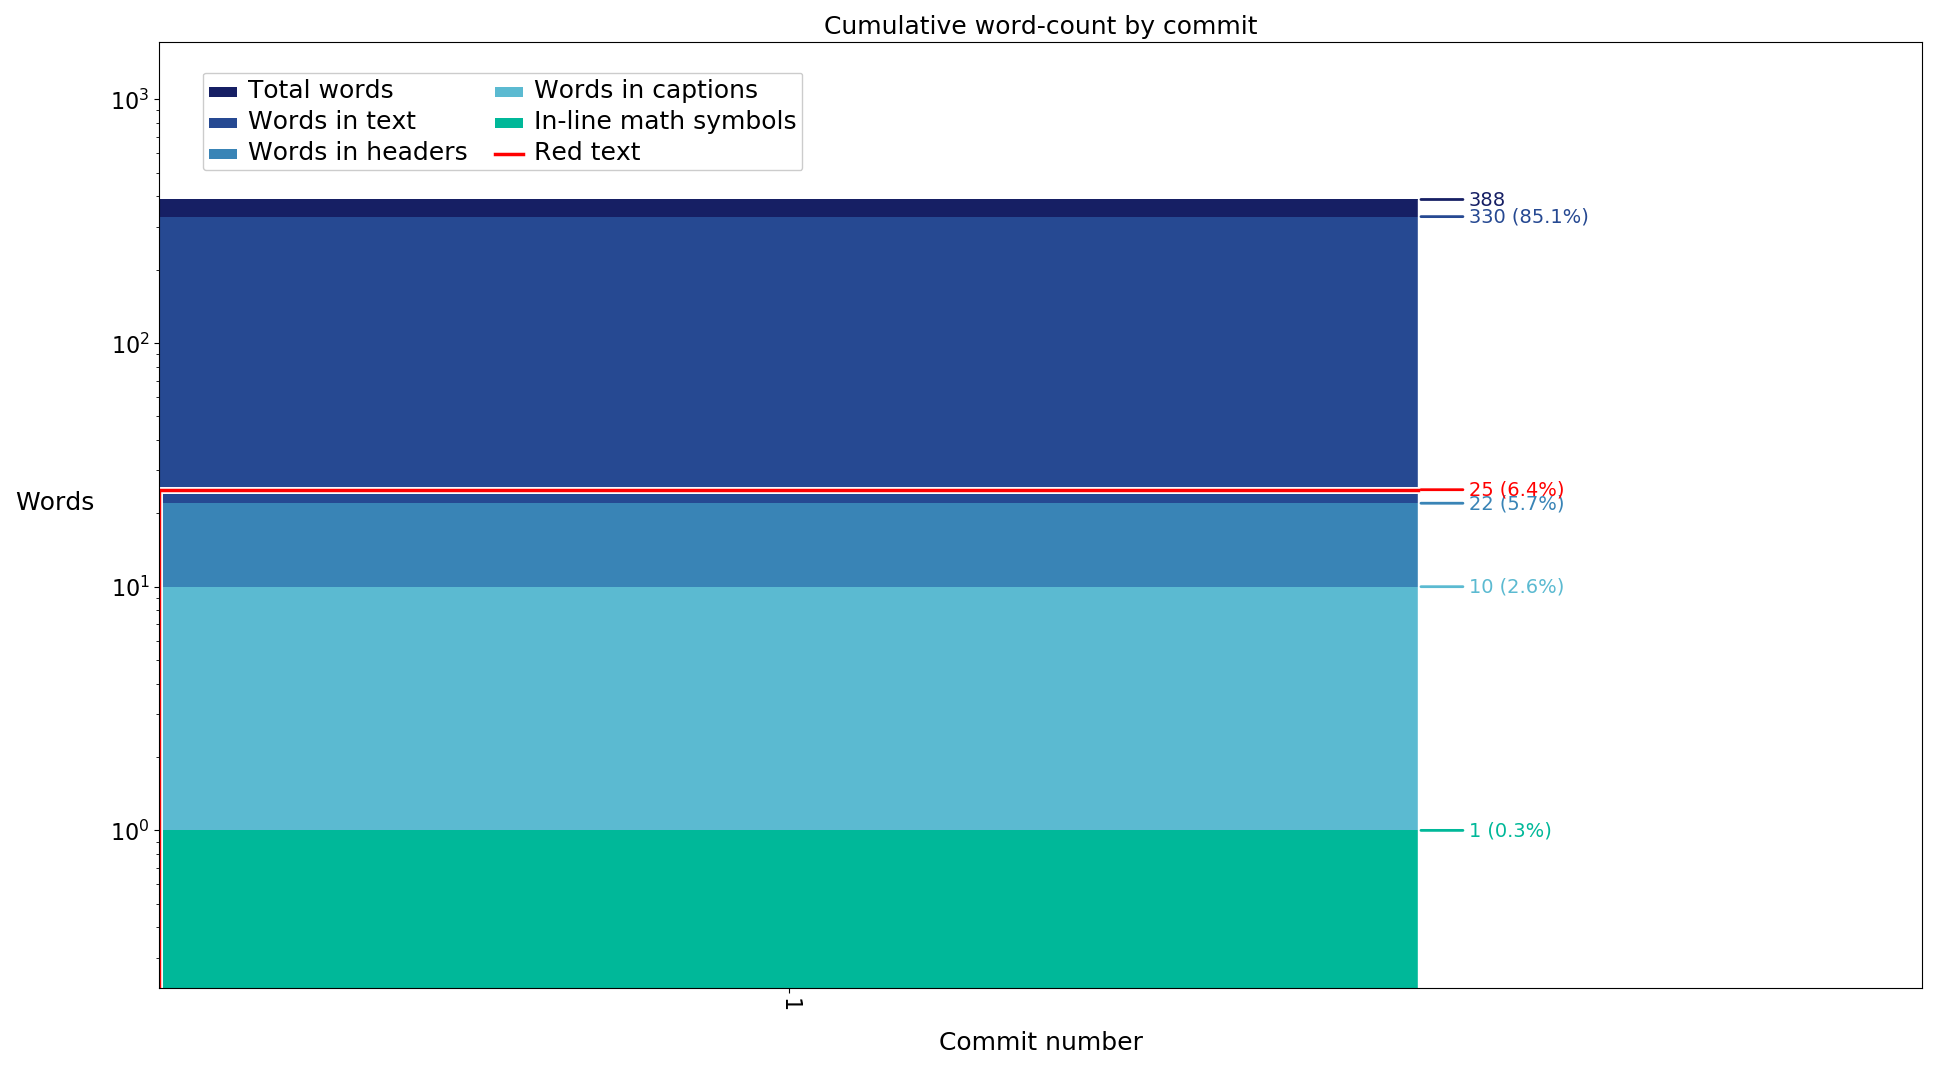 Cumulative word-count by commit
Total words
Words in text
Words in headers
Words in captions
In-line math symbols
Red text
10³
10²
10¹
10⁰
Words
388
330 (85.1%)
25 (6.4%)
22 (5.7%)
10 (2.6%)
1 (0.3%)
1
Commit number